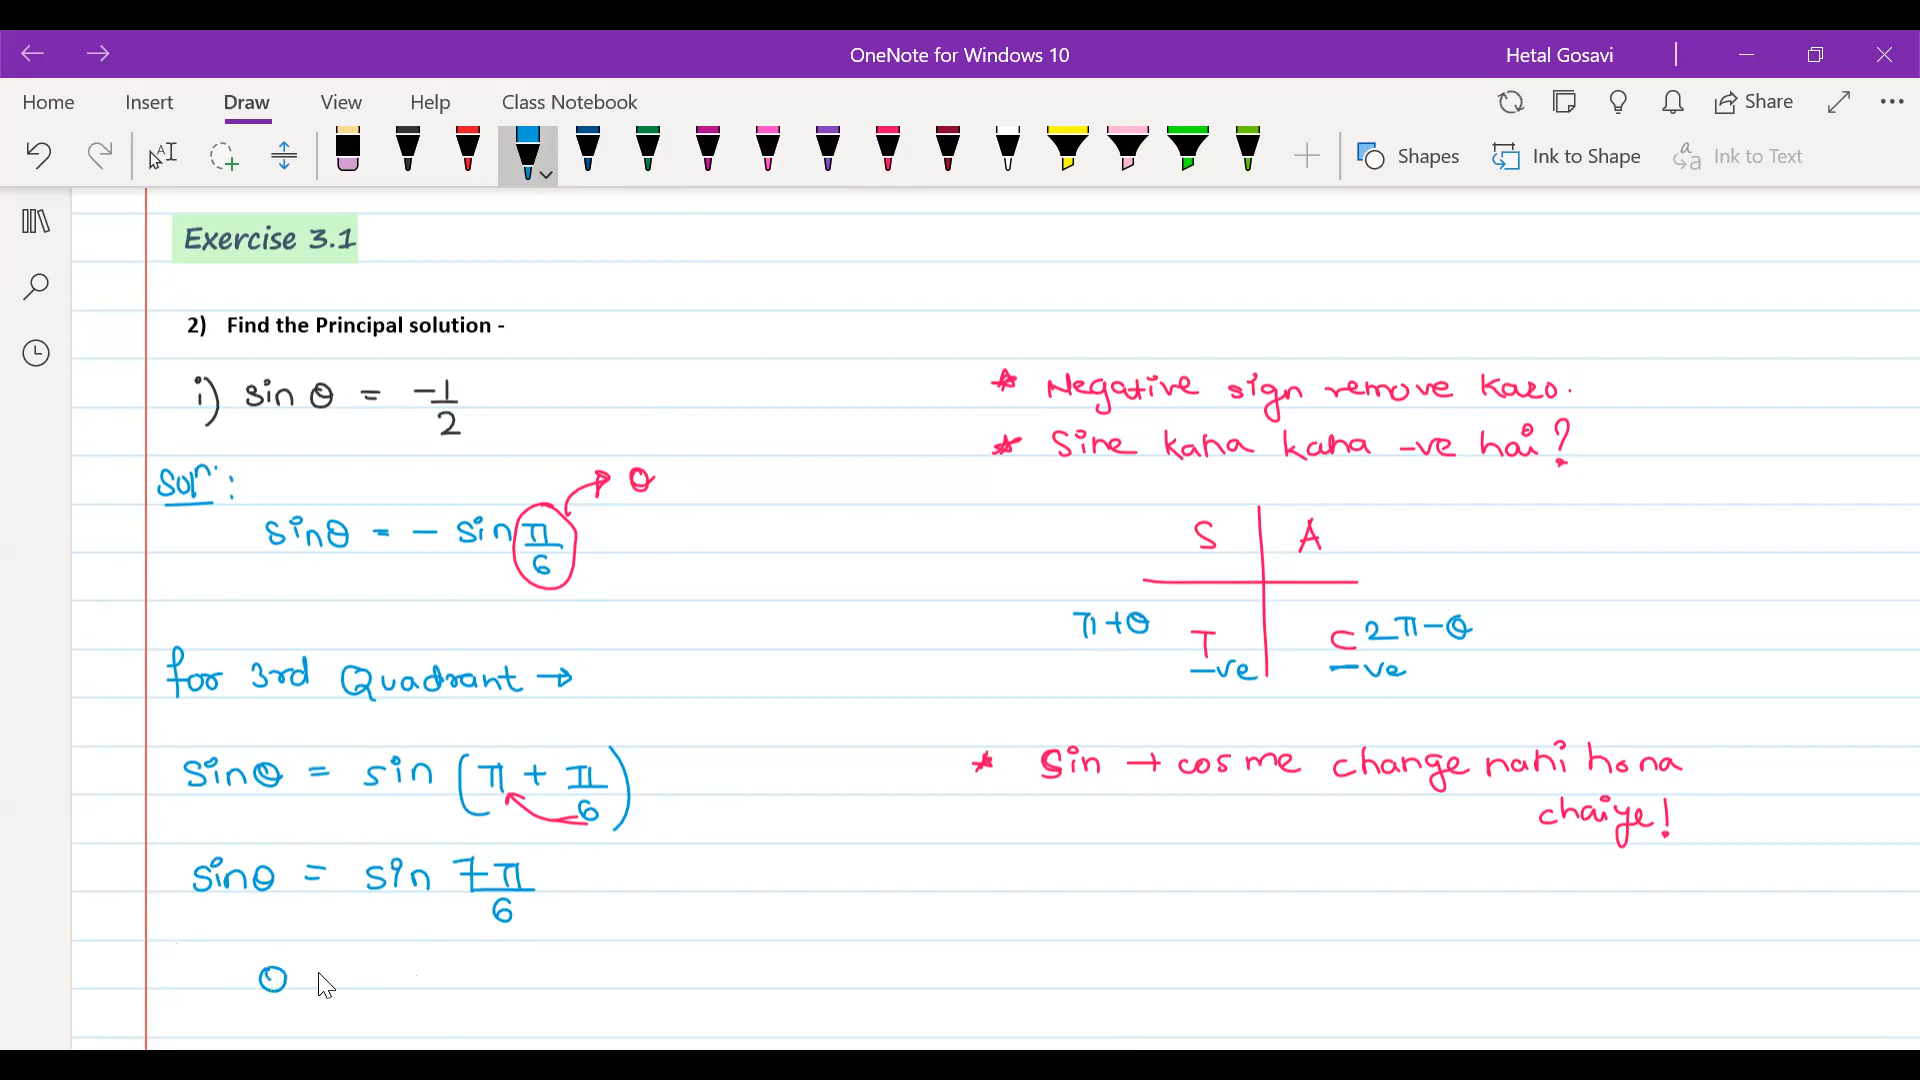 OneNote for Windows 10
Hetal Gosavi
Home Insert Draw View Help Class Notebook
Share
Shapes Ink to Shape Ink to Text
Exercise 3.1
2) Find the Principal solution -
i) sin θ = -1/2
Soln:
sinθ = - sin π/6 → θ
for 3rd Quadrant →
sinθ = sin (π + π/6)
sinθ = sin 7π/6
θ
* Negative sign remove karo.
* Sine kaha kaha -ve hai?
S A
π+θ T C 2π-θ
-ve -ve
* Sin → cos me change nahi hona
chaiye!